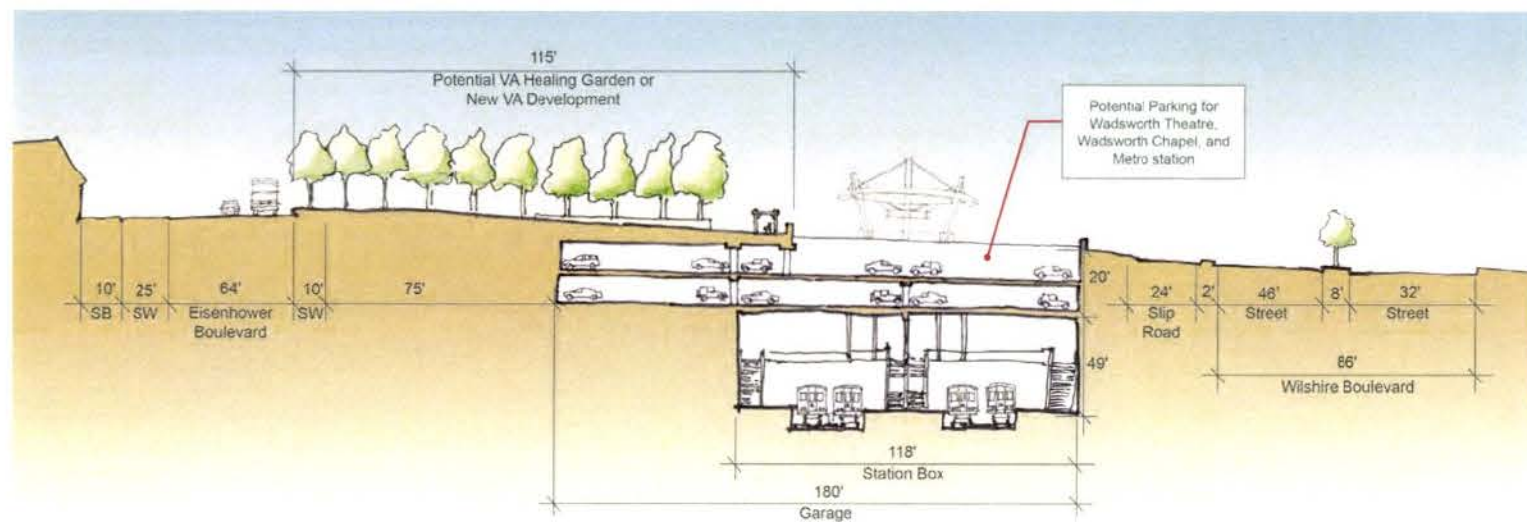 115'
Potential VA Healing Garden or
New VA Development
Potential Parking for
Wadsworth Theatre,
Wadsworth Chapel, and
Metro station
10'
SB
25'
SW
64'
Eisenhower
Boulevard
10'
SW
75'
20'
49'
24'
Slip
Road
2'
46'
Street
8'
32'
Street
86'
Wilshire Boulevard
118'
Station Box
180'
Garage